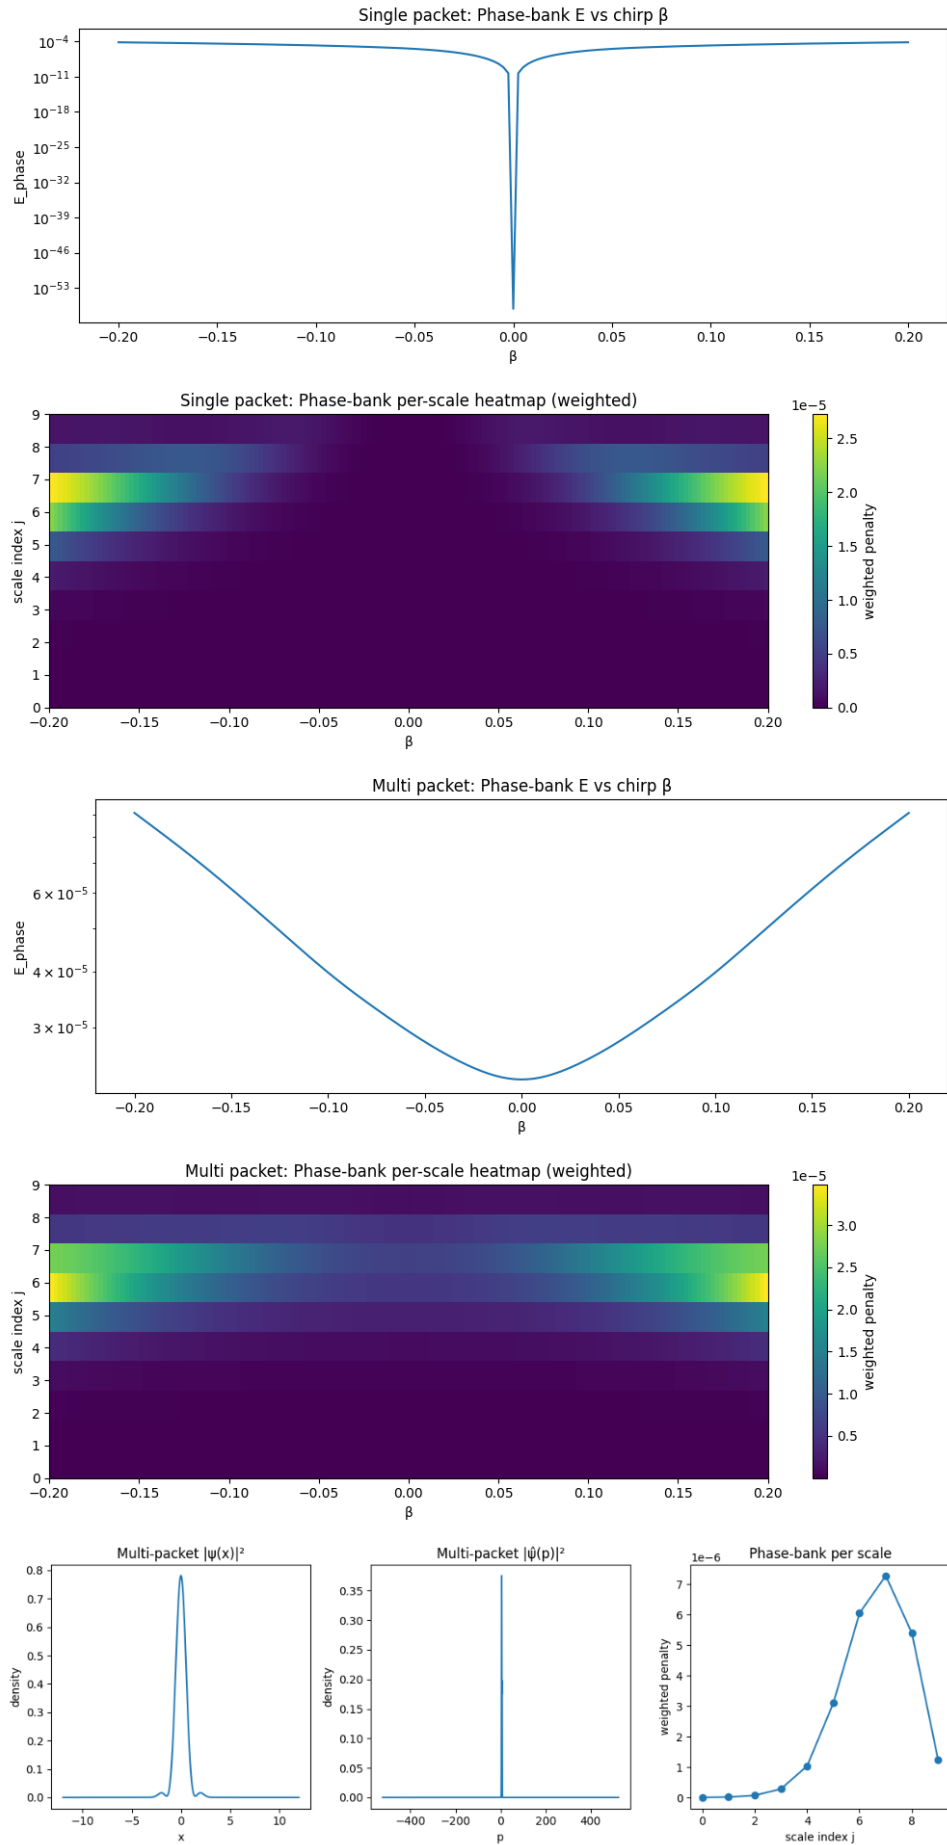 Single packet: Phase-bank E vs chirp β
10⁻⁴
10⁻¹¹
10⁻¹⁸
10⁻²⁵
10⁻³²
10⁻³⁹
10⁻⁴⁶
10⁻⁵³
E_phase
−0.20 −0.15 −0.10 −0.05 0.00 0.05 0.10 0.15 0.20
β
Single packet: Phase-bank per-scale heatmap (weighted)
1e−5
9
8
7
6
5
4
3
2
1
0
scale index j
−0.20 −0.15 −0.10 −0.05 0.00 0.05 0.10 0.15 0.20
β
2.5
2.0
1.5
1.0
0.5
0.0
weighted penalty
Multi packet: Phase-bank E vs chirp β
6 × 10⁻⁵
4 × 10⁻⁵
3 × 10⁻⁵
E_phase
−0.20 −0.15 −0.10 −0.05 0.00 0.05 0.10 0.15 0.20
β
Multi packet: Phase-bank per-scale heatmap (weighted)
1e−5
9
8
7
6
5
4
3
2
1
0
scale index j
−0.20 −0.15 −0.10 −0.05 0.00 0.05 0.10 0.15 0.20
β
3.0
2.5
2.0
1.5
1.0
0.5
weighted penalty
Multi-packet |ψ(x)|²
0.8
0.7
0.6
0.5
0.4
0.3
0.2
0.1
0.0
density
−10 −5 0 5 10
x
Multi-packet |ψ̂(p)|²
0.35
0.30
0.25
0.20
0.15
0.10
0.05
0.00
density
−400 −200 0 200 400
p
Phase-bank per scale
1e−6
7
6
5
4
3
2
1
0
weighted penalty
0 2 4 6 8
scale index j